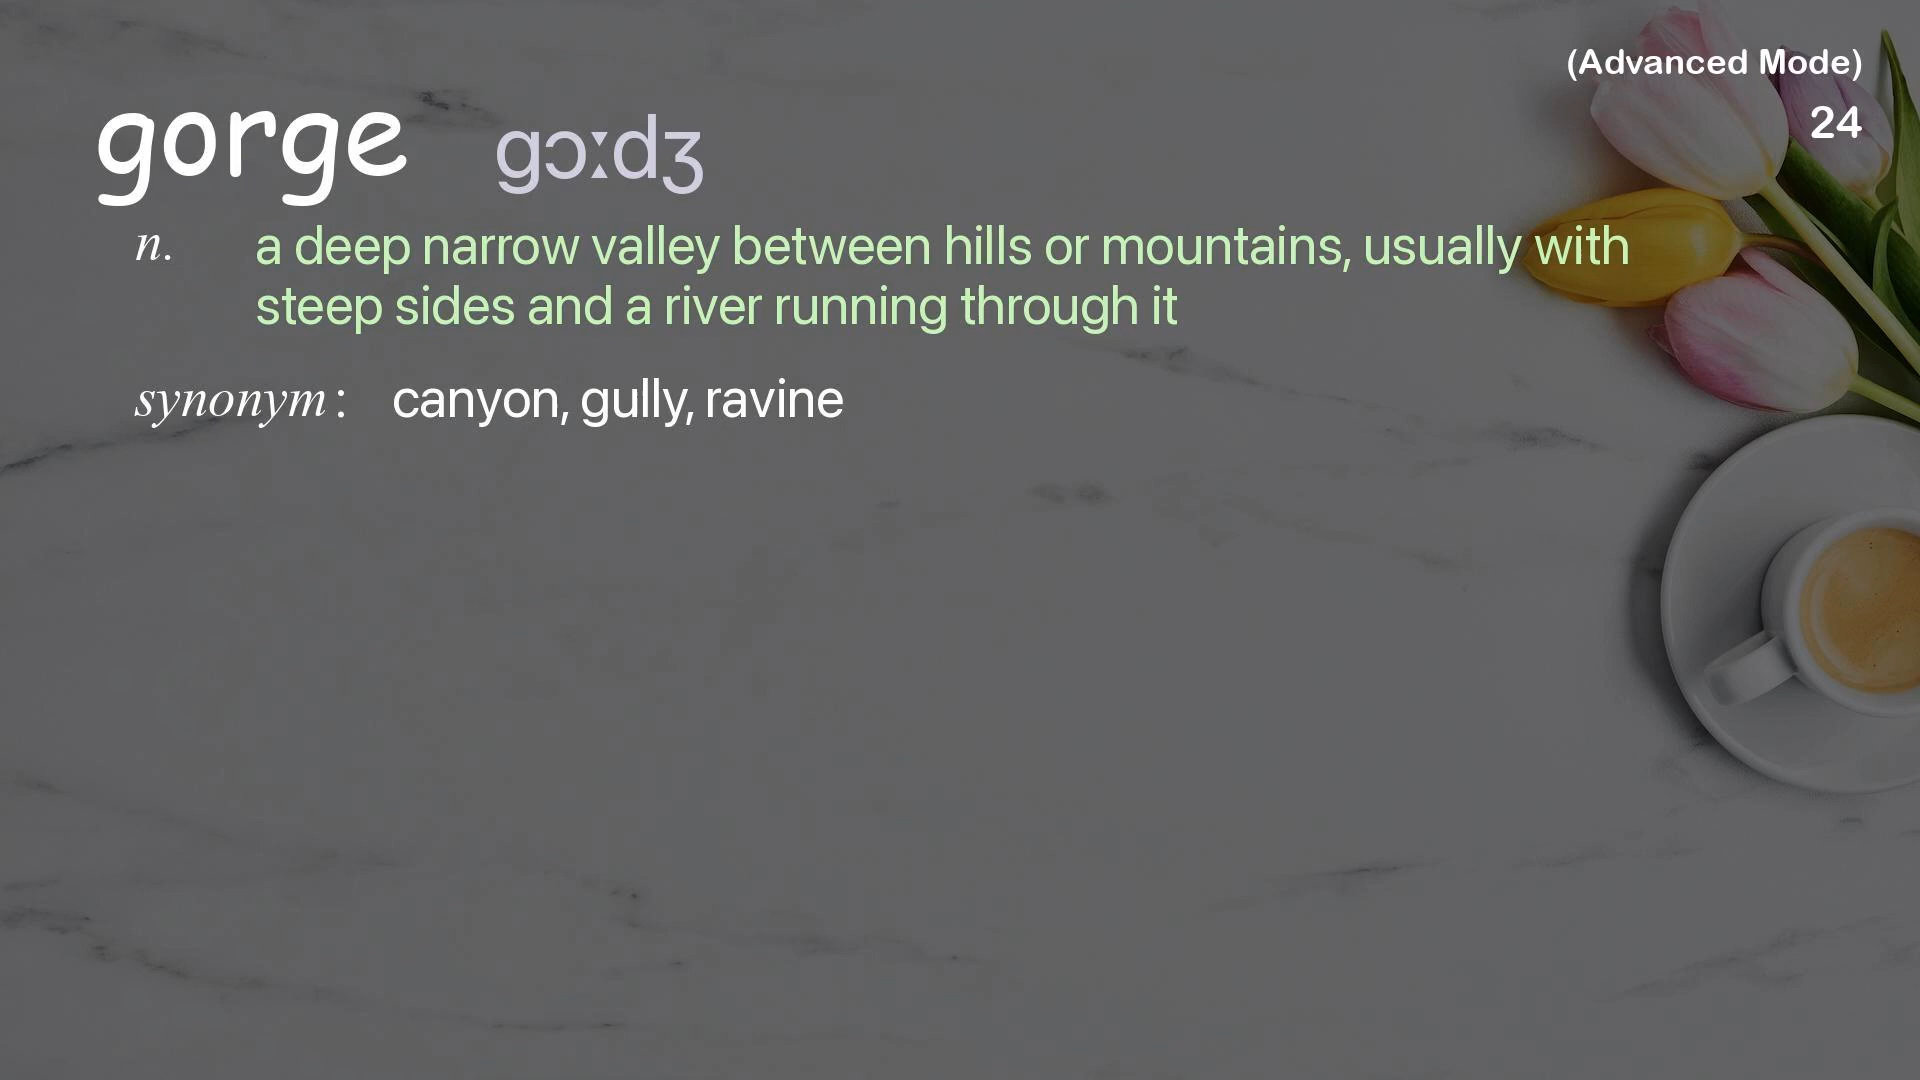 (Advanced Mode)
24
gorge gɔːdʒ
n. a deep narrow valley between hills or mountains, usually with
steep sides and a river running through it
synonym : canyon, gully, ravine